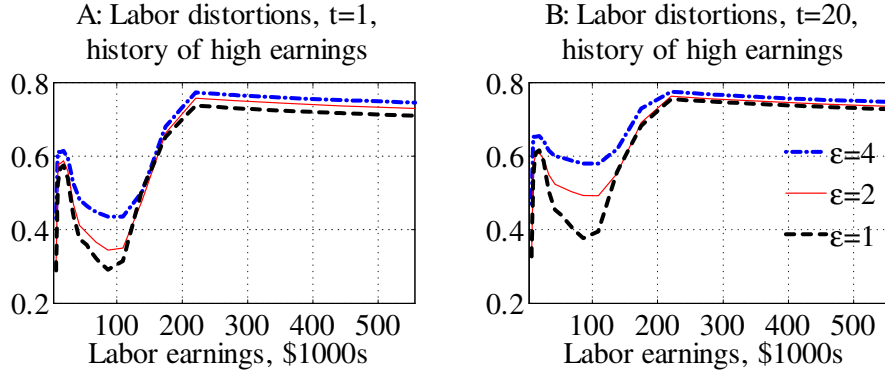 A: Labor distortions, t=1,
history of high earnings
0.8
0.6
0.4
0.2
100 200 300 400 500
Labor earnings, $1000s
B: Labor distortions, t=20,
history of high earnings
0.8
0.6
0.4
0.2
ε=4
ε=2
ε=1
100 200 300 400 500
Labor earnings, $1000s